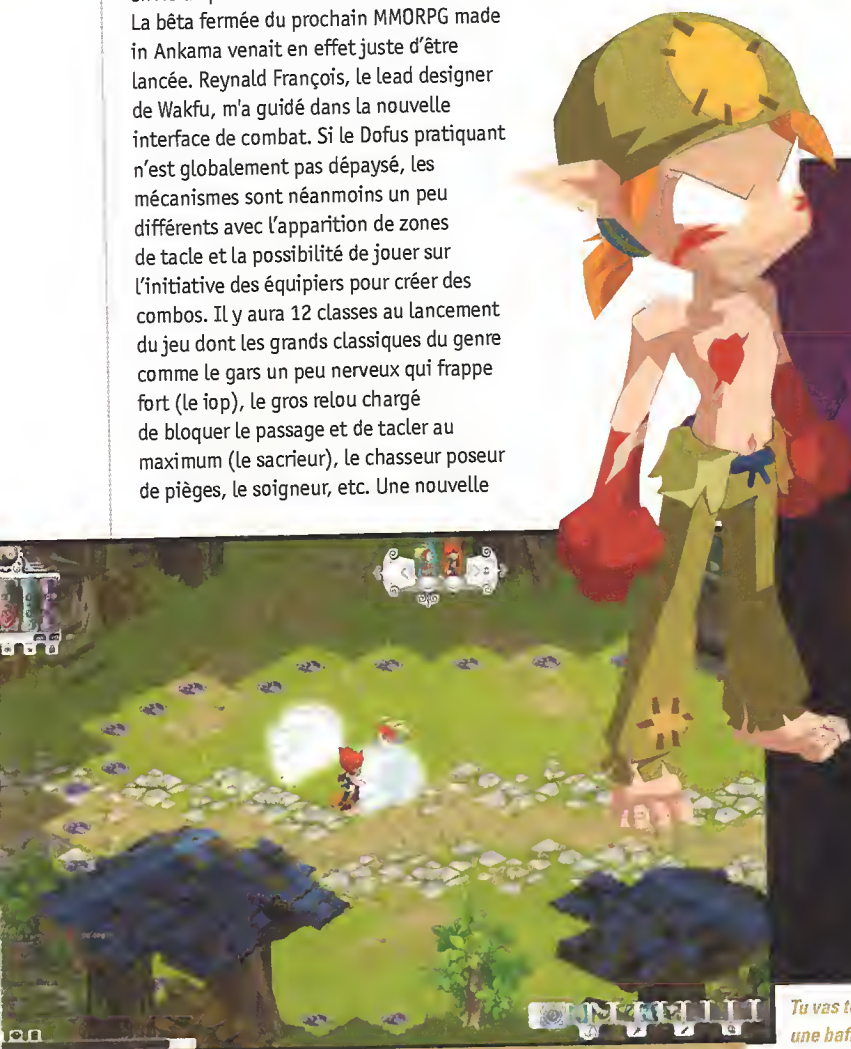 La bêta fermée du prochain MMORPG made
in Ankama venait en effet juste d'être
lancée. Reynald François, le lead designer
de Wakfu, m'a guidé dans la nouvelle
interface de combat. Si le Dofus pratiquant
n'est globalement pas dépaysé, les
mécanismes sont néanmoins un peu
différents avec l'apparition de zones
de tacle et la possibilité de jouer sur
l'initiative des équipiers pour créer des
combos. Il y aura 12 classes au lancement
du jeu dont les grands classiques du genre
comme le gars un peu nerveux qui frappe
fort (le iop), le gros relou chargé
de bloquer le passage et de tacler au
maximum (le sacrieur), le chasseur poseur
de pièges, le soigneur, etc. Une nouvelle
Tu vas
une